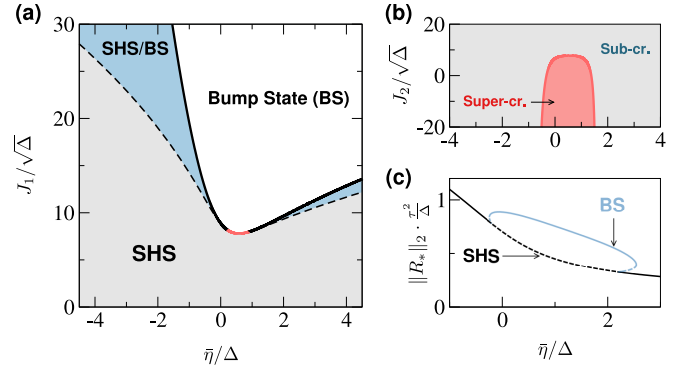 (a)
30
SHS/BS
Bump State (BS)
20
J₁/√Δ
10
SHS
0
-4 -2 0 2 4
η̄/Δ
(b)
20
Sub-cr.
J₂/√Δ
0
Super-cr.
-20
-4 -2 0 2 4
(c)
1
BS
||R*||₂ · τ²/Δ
SHS
0
0 2
η̄/Δ